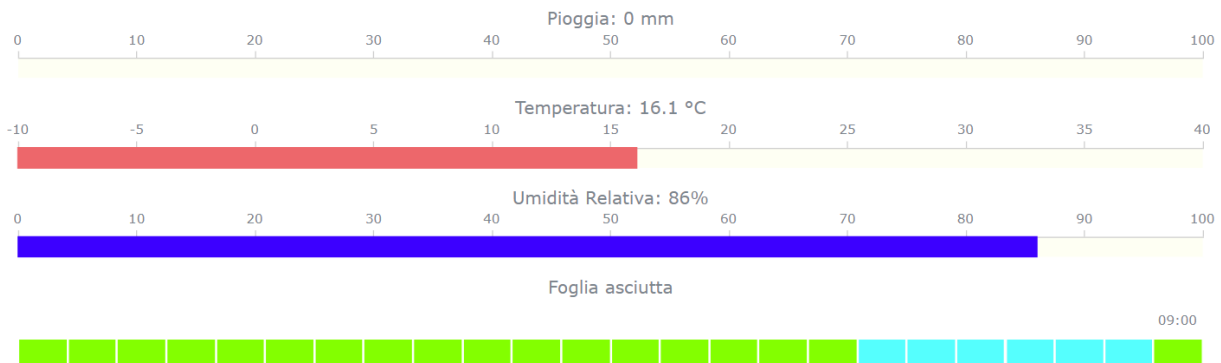 Pioggia: 0 mm
0 10 20 30 40 50 60 70 80 90 100
Temperatura: 16.1 °C
-10 -5 0 5 10 15 20 25 30 35 40
Umidità Relativa: 86%
0 10 20 30 40 50 60 70 80 90 100
Foglia asciutta
09:00